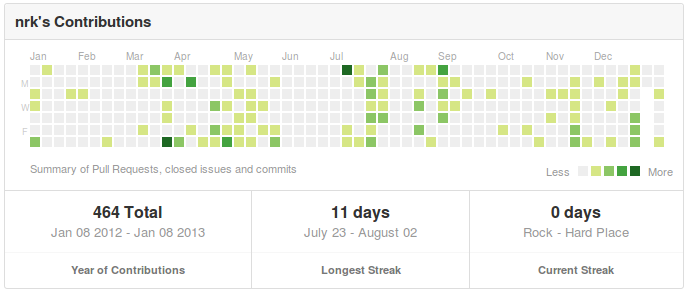 nrk's Contributions
Jan Feb Mar Apr May Jun Jul Aug Sep Oct Nov Dec
M
W
F
Summary of Pull Requests, closed issues and commits
Less More
464 Total 11 days 0 days
Jan 08 2012 - Jan 08 2013 July 23 - August 02 Rock - Hard Place
Year of Contributions Longest Streak Current Streak